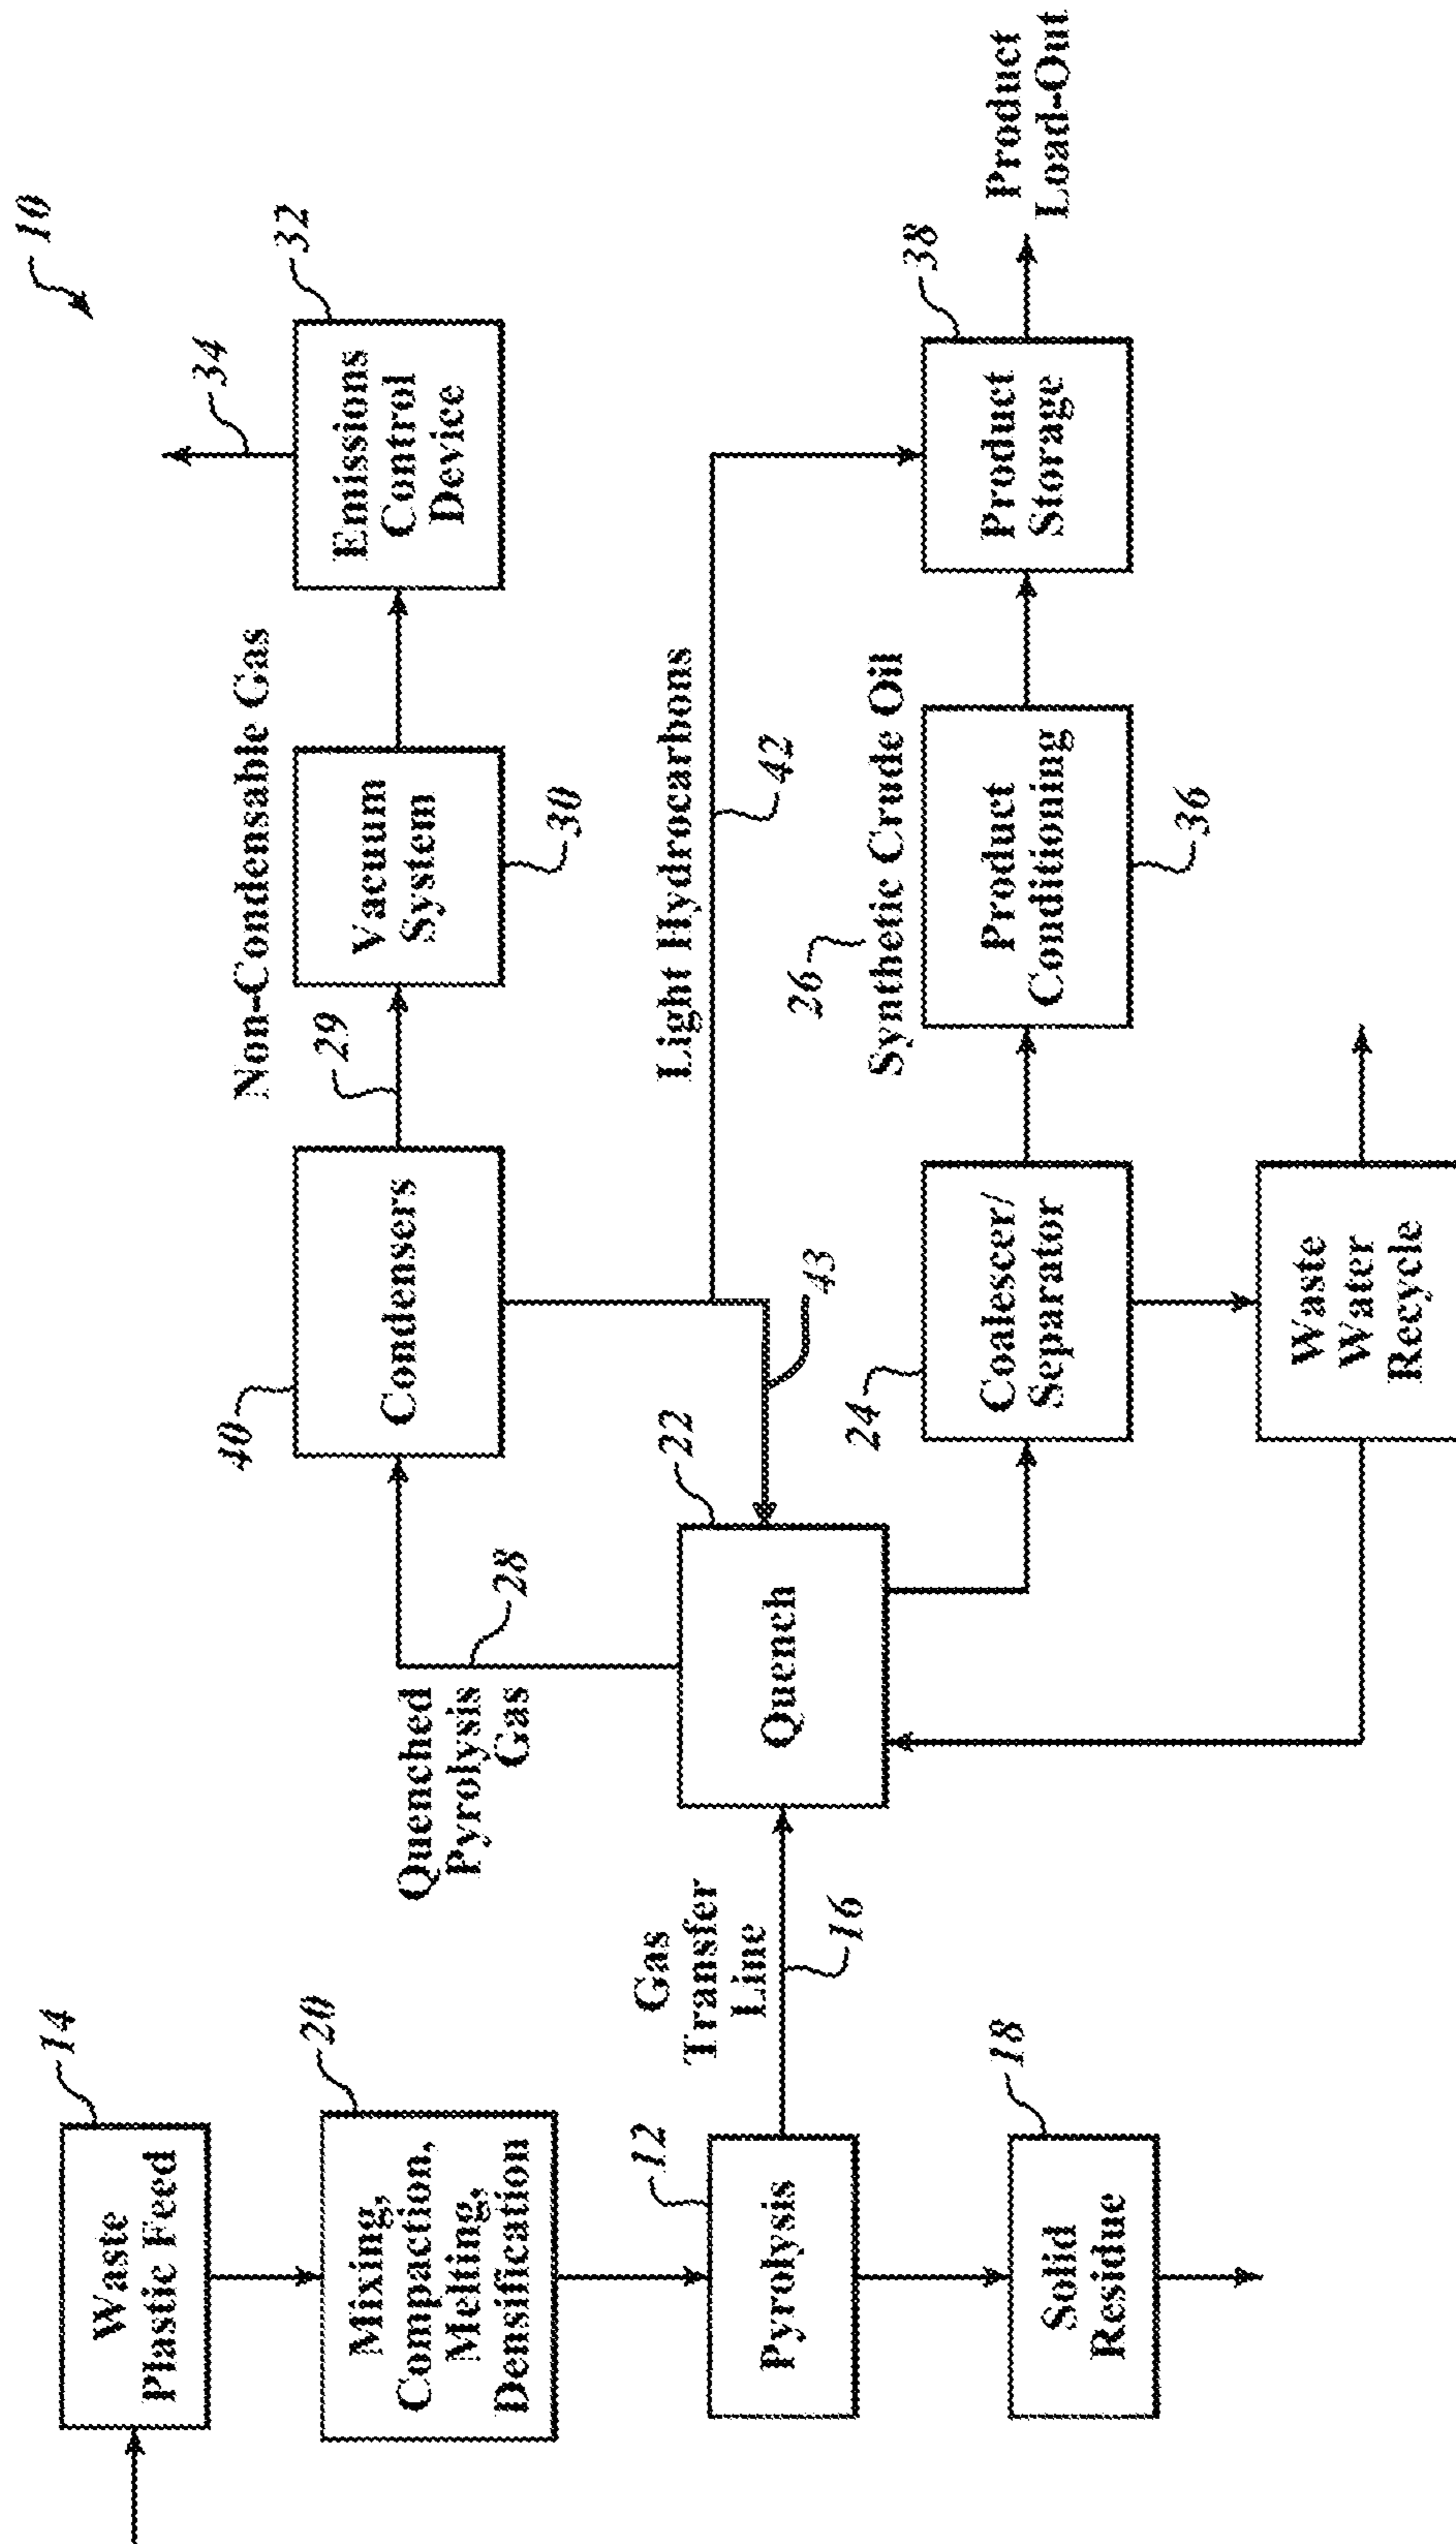 10
14
Waste
Plastic Feed
20
Mixing,
Compaction,
Melting,
Densification
12
Pyrolysis
18
Solid
Residue
Gas
Transfer
Line
16
Quenched
Pyrolysis
Gas
28
22
Quench
40
Condensers
43
Non-Condensable Gas
29
Vacuum
System
30
32
Emissions
Control
Device
34
Light Hydrocarbons
42
24
Coalescer/
Separator
Waste
Water
Recycle
26
Synthetic Crude Oil
Product
Conditioning
36
38
Product
Storage
Product
Load-Out